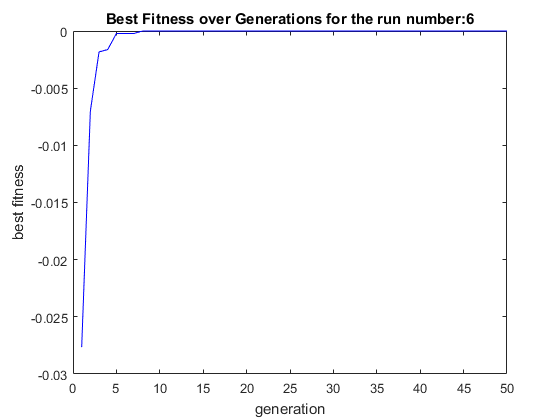 Best Fitness over Generations for the run number:6
0
-0.005
-0.01
-0.015
-0.02
-0.025
-0.03
best fitness
0 5 10 15 20 25 30 35 40 45 50
generation